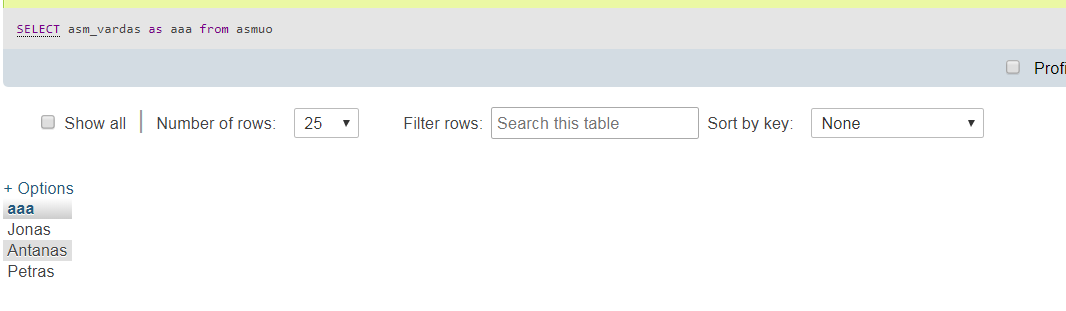 SELECT asm_vardas as aaa from asmuo
Profi
Show all | Number of rows: 25 Filter rows: Search this table Sort by key: None
+ Options
aaa
Jonas
Antanas
Petras